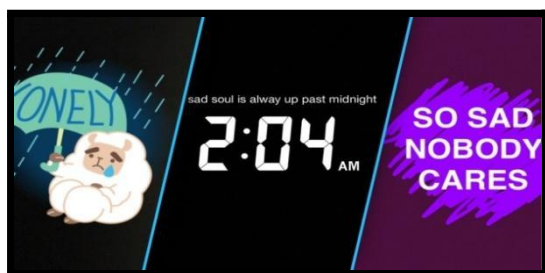 ONELY
sad soul is alway up past midnight
2:04 AM
SO SAD
NOBODY
CARES